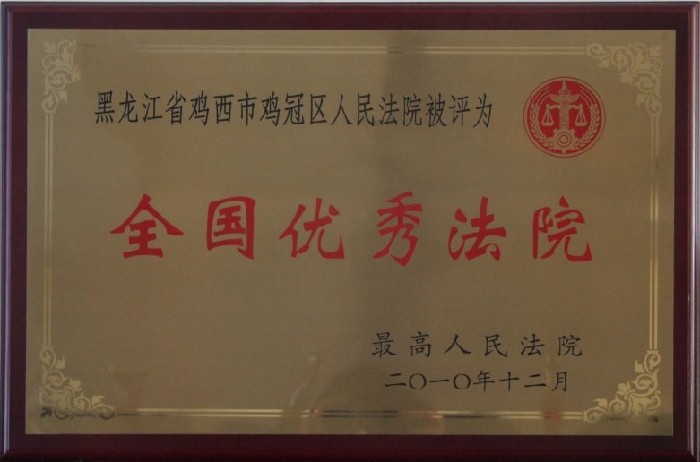 黑龙江省鸡西市鸡冠区人民法院被评为
全国优秀法院
最高人民法院
二〇一〇年十二月